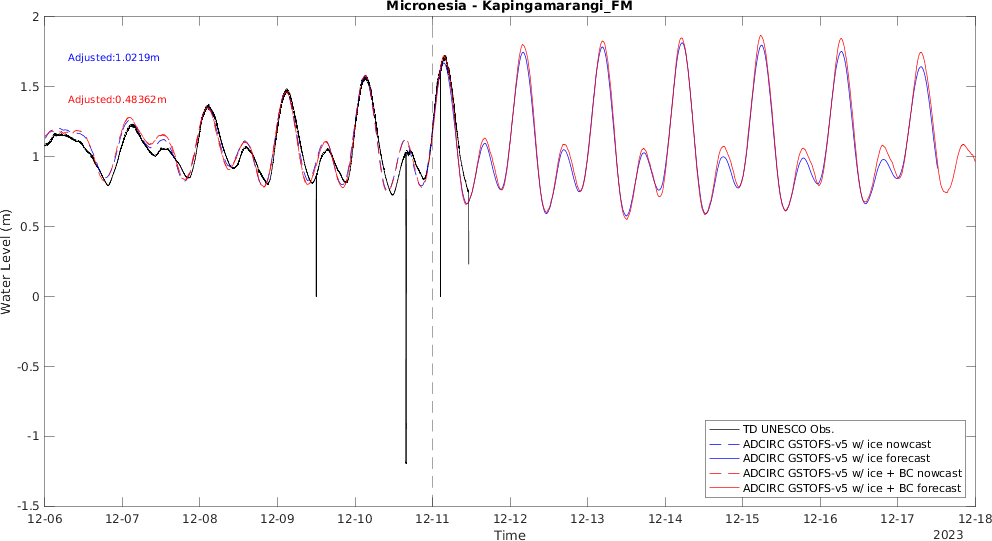 Micronesia - Kapingamarangi_FM
2
Adjusted:1.0219m
1.5
Adjusted:0.48362m
1
0.5
0
-0.5
-1
-1.5
Water Level (m)
TD UNESCO Obs.
ADCIRC GSTOFS-v5 w/ ice nowcast
ADCIRC GSTOFS-v5 w/ ice forecast
ADCIRC GSTOFS-v5 w/ ice + BC nowcast
ADCIRC GSTOFS-v5 w/ ice + BC forecast
12-06 12-07 12-08 12-09 12-10 12-11 12-12 12-13 12-14 12-15 12-16 12-17 12-18
Time
2023